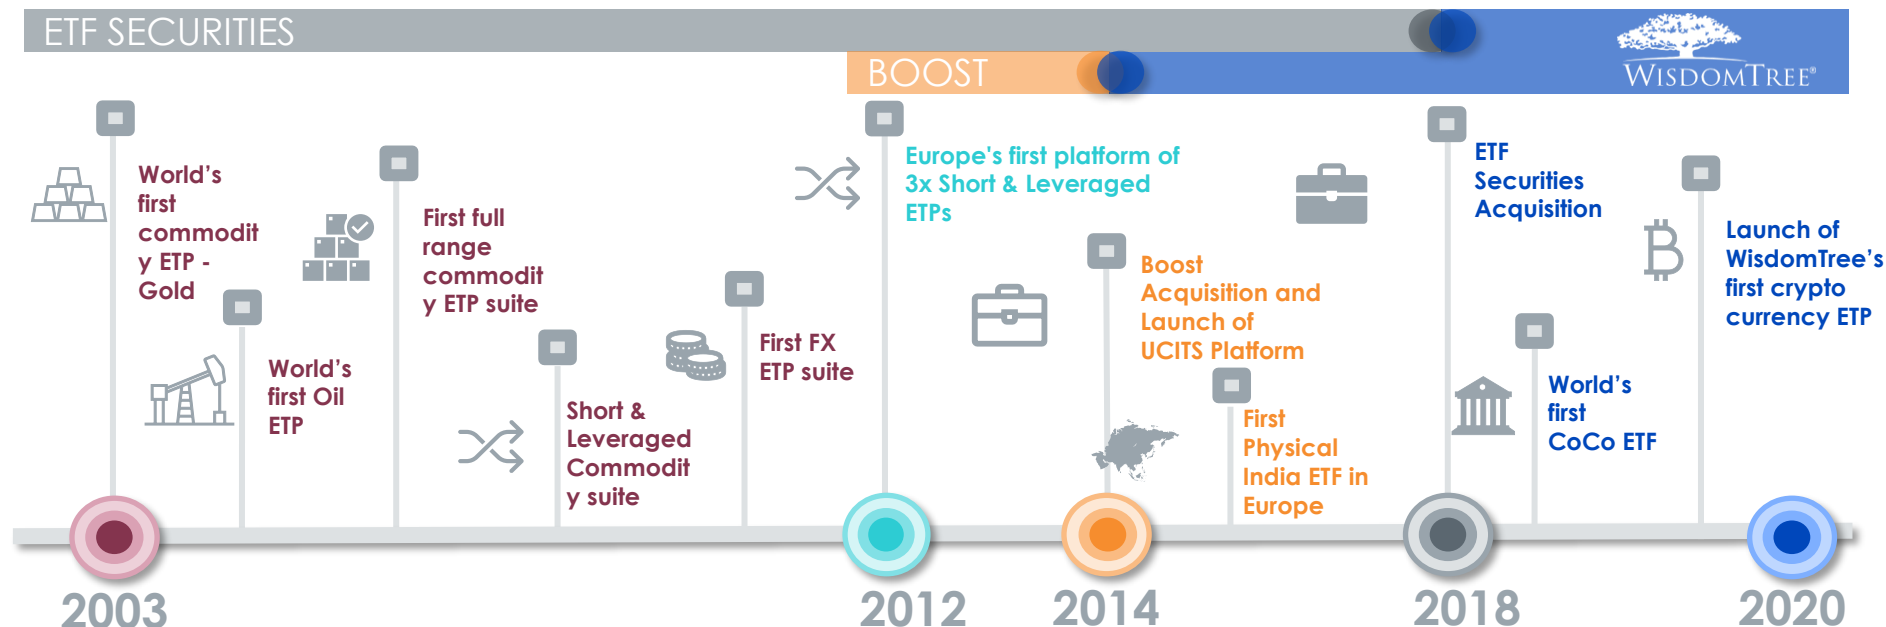 ETF SECURITIES
BOOST
WISDOMTREE®
World's
first
commodit
y ETP -
Gold
World's
first Oil
ETP
First full
range
commodit
y ETP suite
Short &
Leveraged
Commodit
y suite
First FX
ETP suite
Europe's first platform of
3x Short & Leveraged
ETPs
Boost
Acquisition and
Launch of
UCITS Platform
First
Physical
India ETF in
Europe
ETF
Securities
Acquisition
World's
first
CoCo ETF
Launch of
WisdomTree's
first crypto
currency ETP
2003
2012
2014
2018
2020